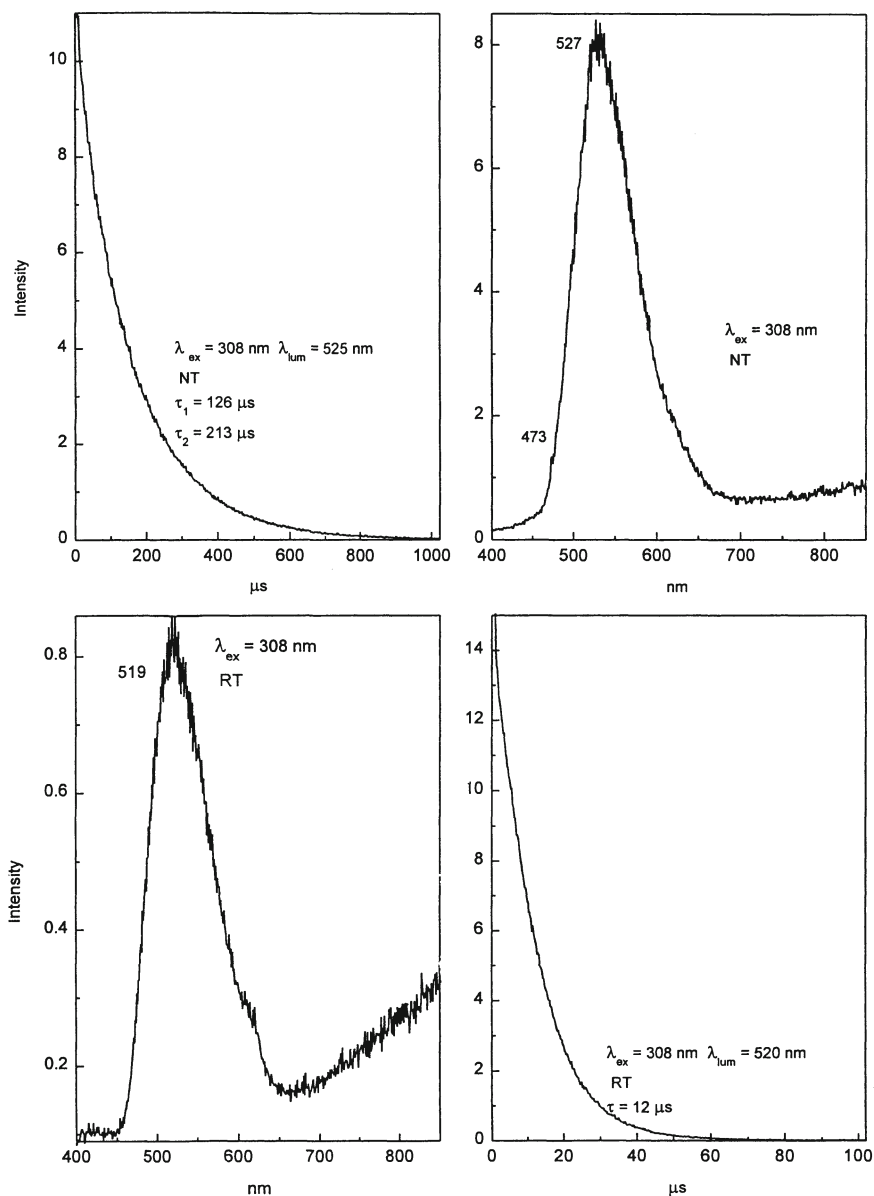 10
8
6
4
2
0
0 200 400 600 800 1000
µs
Intensity
λex = 308 nm λlum = 525 nm
NT
τ1 = 126 µs
τ2 = 213 µs
8
6
4
2
0
400 500 600 700 800
nm
527
473
λex = 308 nm
NT
0.8
0.6
0.4
0.2
400 500 600 700 800
nm
Intensity
519
λex = 308 nm
RT
14
12
10
8
6
4
2
0
0 20 40 60 80 100
µs
λex = 308 nm λlum = 520 nm
RT
τ = 12 µs